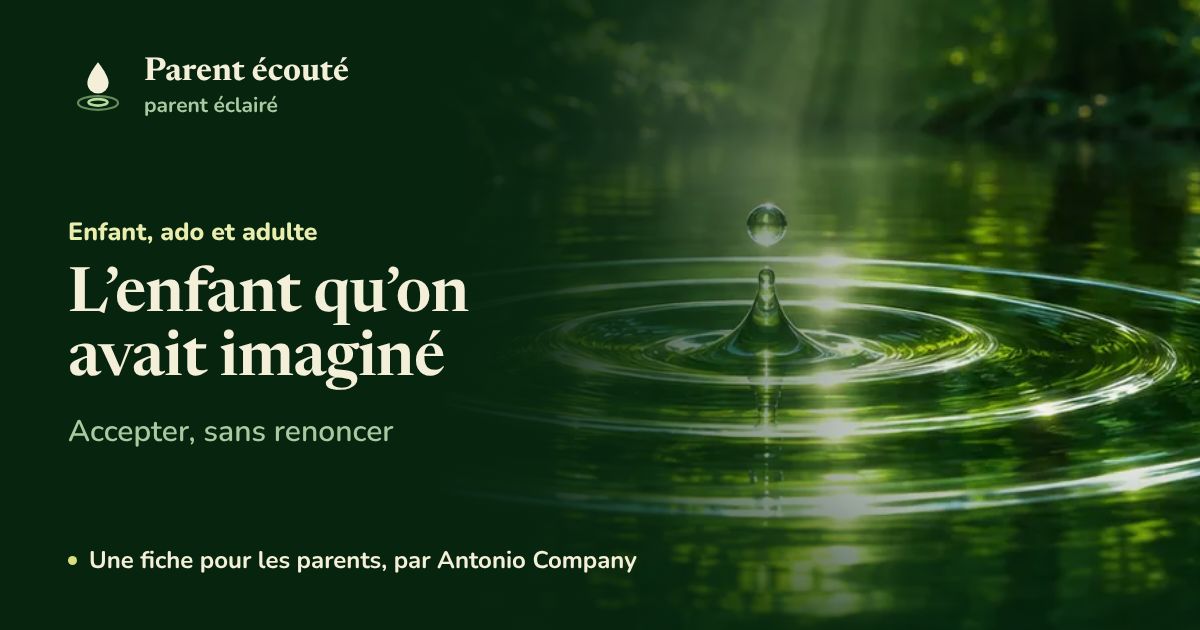 Parent écouté
parent éclairé
Enfant, ado et adulte
L’enfant qu’on
avait imaginé
Accepter, sans renoncer
Une fiche pour les parents, par Antonio Company